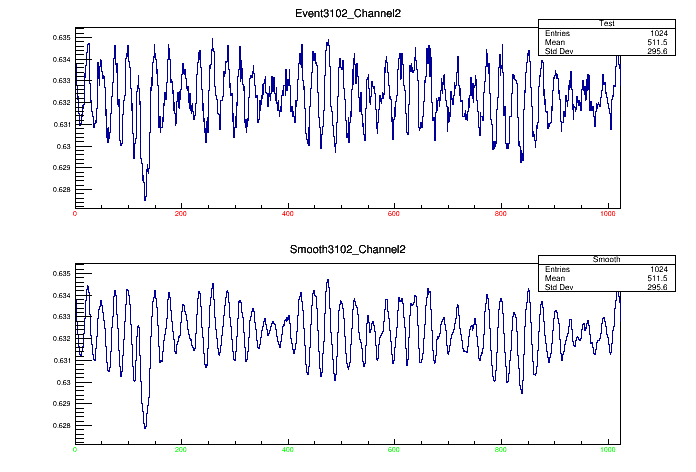 Event3102_Channel2
Test
Entries 1024
Mean 511.5
Std Dev 295.6
0.635
0.634
0.633
0.632
0.631
0.63
0.629
0.628
0 200 400 600 800 1000
Smooth3102_Channel2
Smooth
Entries 1024
Mean 511.5
Std Dev 295.6
0.635
0.634
0.633
0.632
0.631
0.63
0.629
0.628
0 200 400 600 800 1000